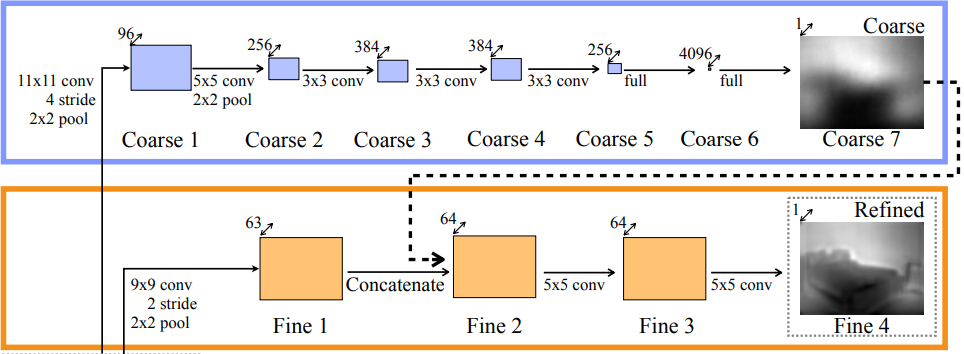 96
256
384
384
256
4096
1
Coarse
11x11 conv
4 stride
2x2 pool
5x5 conv
2x2 pool
3x3 conv
3x3 conv
3x3 conv
full
full
Coarse 1
Coarse 2
Coarse 3
Coarse 4
Coarse 5
Coarse 6
Coarse 7
63
64
64
1
Refined
9x9 conv
2 stride
2x2 pool
Concatenate
5x5 conv
5x5 conv
Fine 1
Fine 2
Fine 3
Fine 4